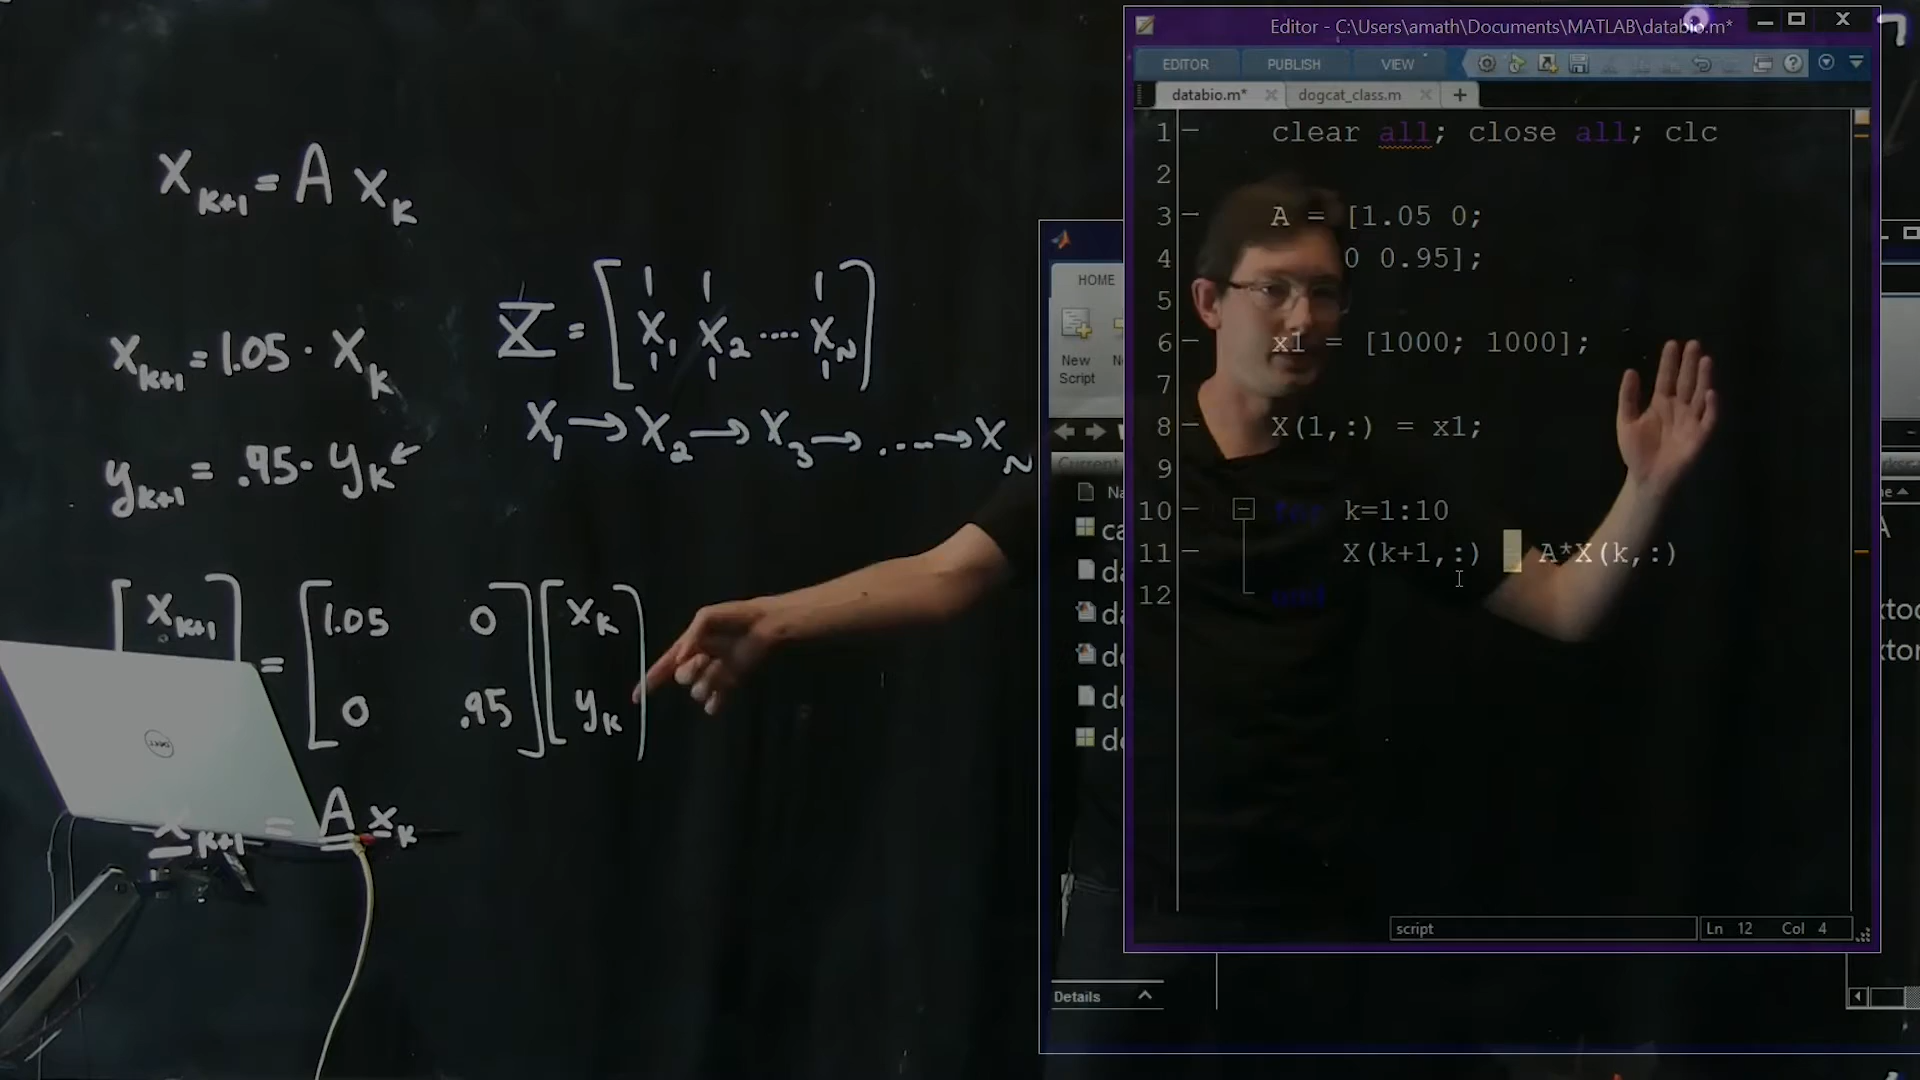 x_{k+1} = A x_k
x_{k+1} = 1.05 · x_k
y_{k+1} = .95 · y_k ←
X = [x_1 x_2 .... x_N]
x_1 → x_2 → x_3 → .... → x_N
[x_{k+1}] = [1.05 0] [x_k]
[0 .95] [y_k]
x_{k+1} = A x_k
DELL
Editor - C:\Users\amath\Documents\MATLAB\databio.m*
EDITOR PUBLISH VIEW
databio.m* dogcat_class.m +
1 clear all; close all; clc
2
3 A = [1.05 0;
4 0 0.95];
5
6 x1 = [1000; 1000];
7
8 X(1,:) = x1;
9
10 for k=1:10
11 X(k+1,:) = A*X(k,:)
12 end
script Ln 12 Col 4
HOME
New
Script
Details